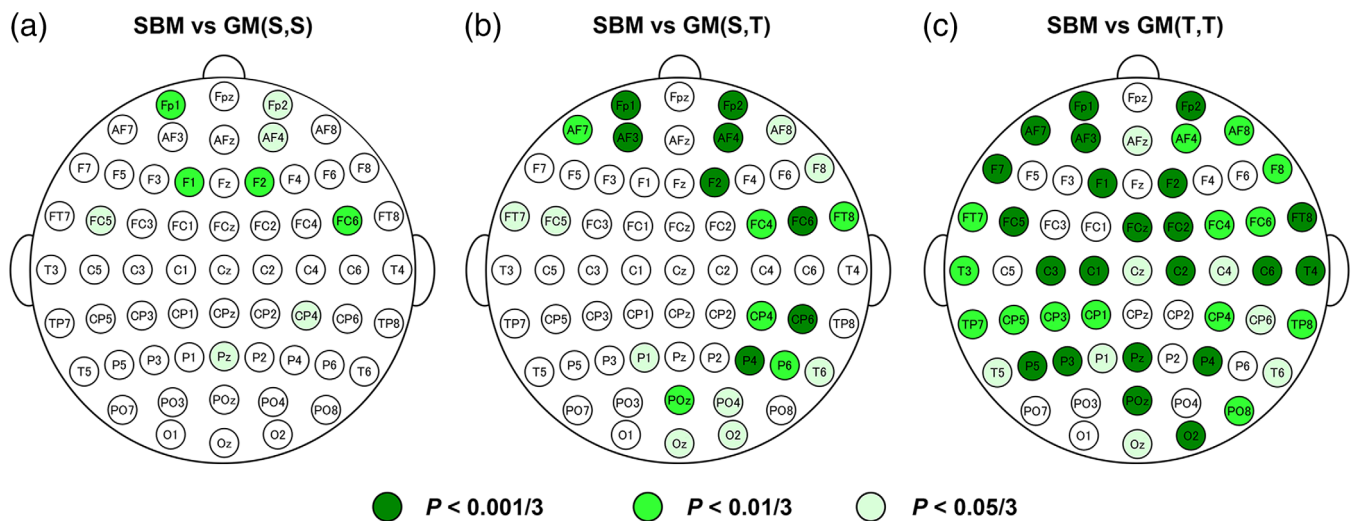 (a) SBM vs GM(S,S) (b) SBM vs GM(S,T) (c) SBM vs GM(T,T)
Fpz Fpz Fpz
Fp1 Fp2 Fp1 Fp2 Fp1 Fp2
AF7 AF3 AFz AF4 AF8 AF7 AF3 AFz AF4 AF8 AF7 AF3 AFz AF4 AF8
F7 F5 F3 F1 Fz F2 F4 F6 F8 F7 F5 F3 F1 Fz F2 F4 F6 F8 F7 F5 F3 F1 Fz F2 F4 F6 F8
FT7 FC5 FC3 FC1 FCz FC2 FC4 FC6 FT8 FT7 FC5 FC3 FC1 FCz FC2 FC4 FC6 FT8 FT7 FC5 FC3 FC1 FCz FC2 FC4 FC6 FT8
T3 C5 C3 C1 Cz C2 C4 C6 T4 T3 C5 C3 C1 Cz C2 C4 C6 T4 T3 C5 C3 C1 Cz C2 C4 C6 T4
TP7 CP5 CP3 CP1 CPz CP2 CP4 CP6 TP8 TP7 CP5 CP3 CP1 CPz CP2 CP4 CP6 TP8 TP7 CP5 CP3 CP1 CPz CP2 CP4 CP6 TP8
T5 P5 P3 P1 Pz P2 P4 P6 T6 T5 P5 P3 P1 Pz P2 P4 P6 T6 T5 P5 P3 P1 Pz P2 P4 P6 T6
PO7 PO3 POz PO4 PO8 PO7 PO3 POz PO4 PO8 PO7 PO3 POz PO4 PO8
O1 Oz O2 O1 Oz O2 O1 Oz O2
P < 0.001/3 P < 0.01/3 P < 0.05/3